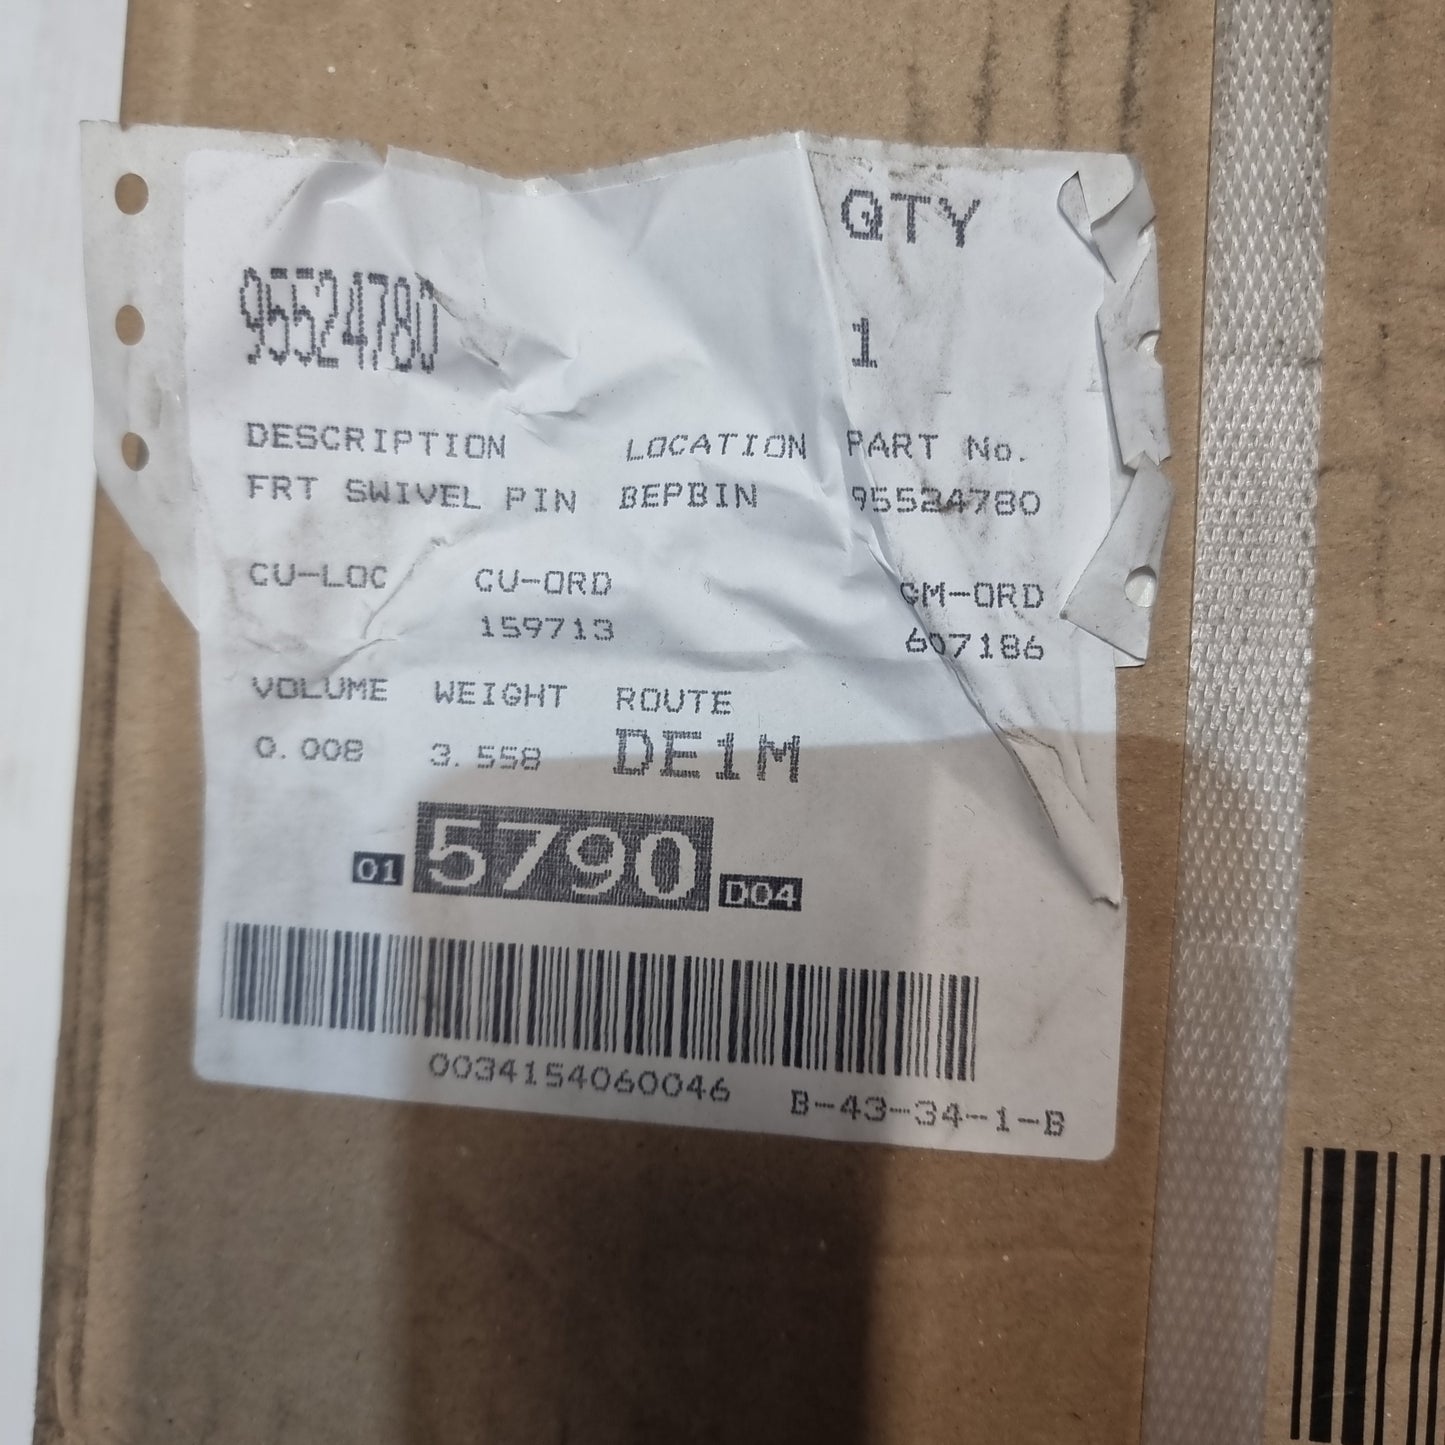 QTY
95524780 1
DESCRIPTION LOCATION PART No.
FRT SWIVEL PIN BEPBIN 95524780
CU-LOC CU-ORD GM-ORD
159713 607186
VOLUME WEIGHT ROUTE
0.008 3.558 DE1M
01 5790 D04
0034154060046 B-43-34-1-B